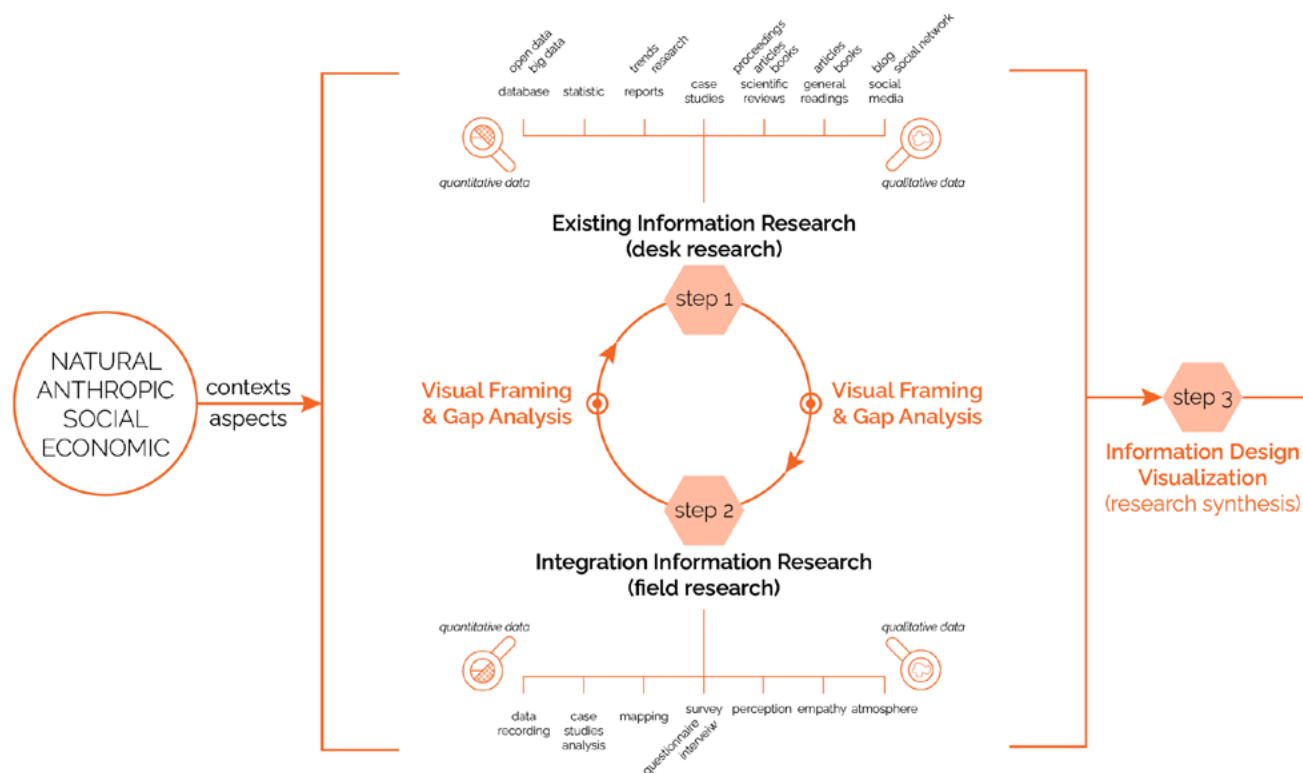 open data
big data
trends
research
proceedings
articles
books
articles
books
blog
social network
database
statistic
reports
case
studies
scientific
reviews
general
readings
social
media
quantitative data
qualitative data
Existing Information Research
(desk research)
step 1
NATURAL
ANTHROPIC
SOCIAL
ECONOMIC
contexts
aspects
Visual Framing
& Gap Analysis
Visual Framing
& Gap Analysis
step 3
Information Design
Visualization
(research synthesis)
step 2
Integration Information Research
(field research)
quantitative data
qualitative data
data
recording
case
studies
analysis
mapping
survey
questionnaire
interveiw
perception
empathy
atmosphere